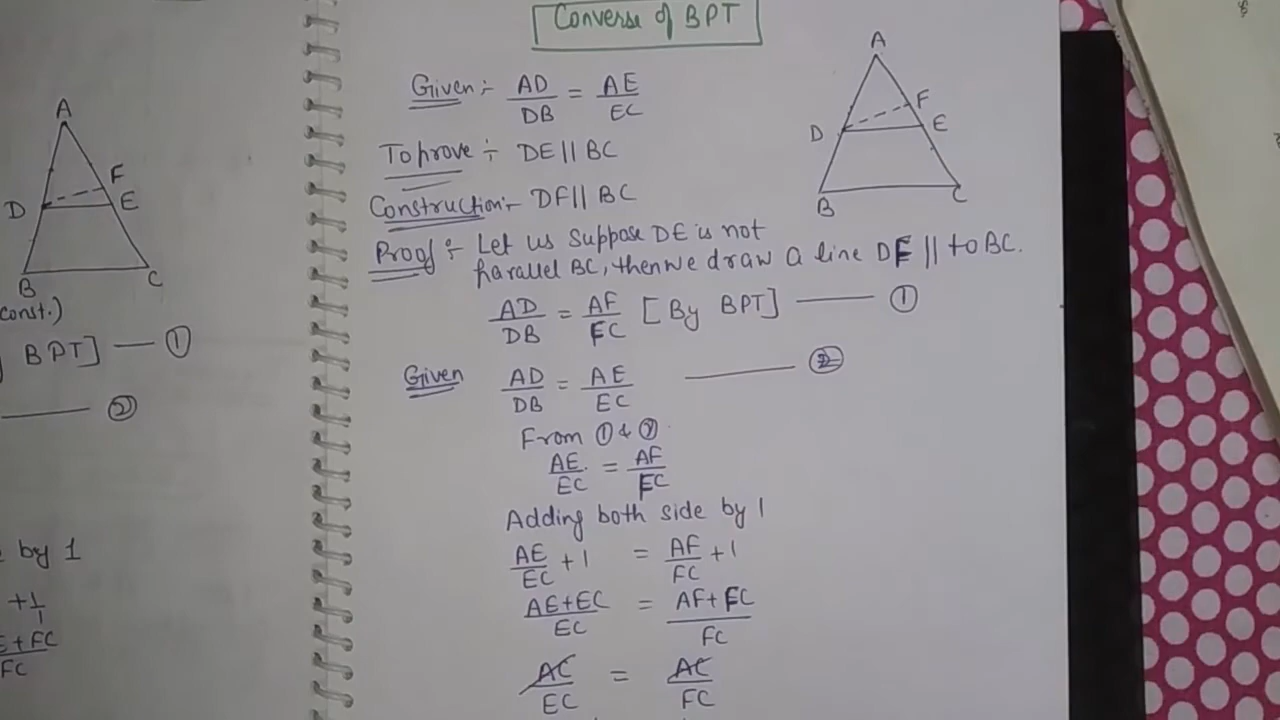 Converse of BPT
Given :- AD/DB = AE/EC
To prove :- DE || BC
Construction:- DF || BC
Proof :- Let us suppose DE is not
parallel BC, then we draw a line DF || to BC.
AD/DB = AF/FC [By BPT] —— ①
Given AD/DB = AE/EC —— ②
From ① & ②
AE/EC = AF/FC
Adding both side by 1
AE/EC + 1 = AF/FC + 1
AE+EC/EC = AF+FC/FC
AC/EC = AC/FC
A
F
D
E
B
C
A
F
D
E
B
C
const.)
BPT] —— ①
—— ②
by 1
+1/1
E+FC/FC